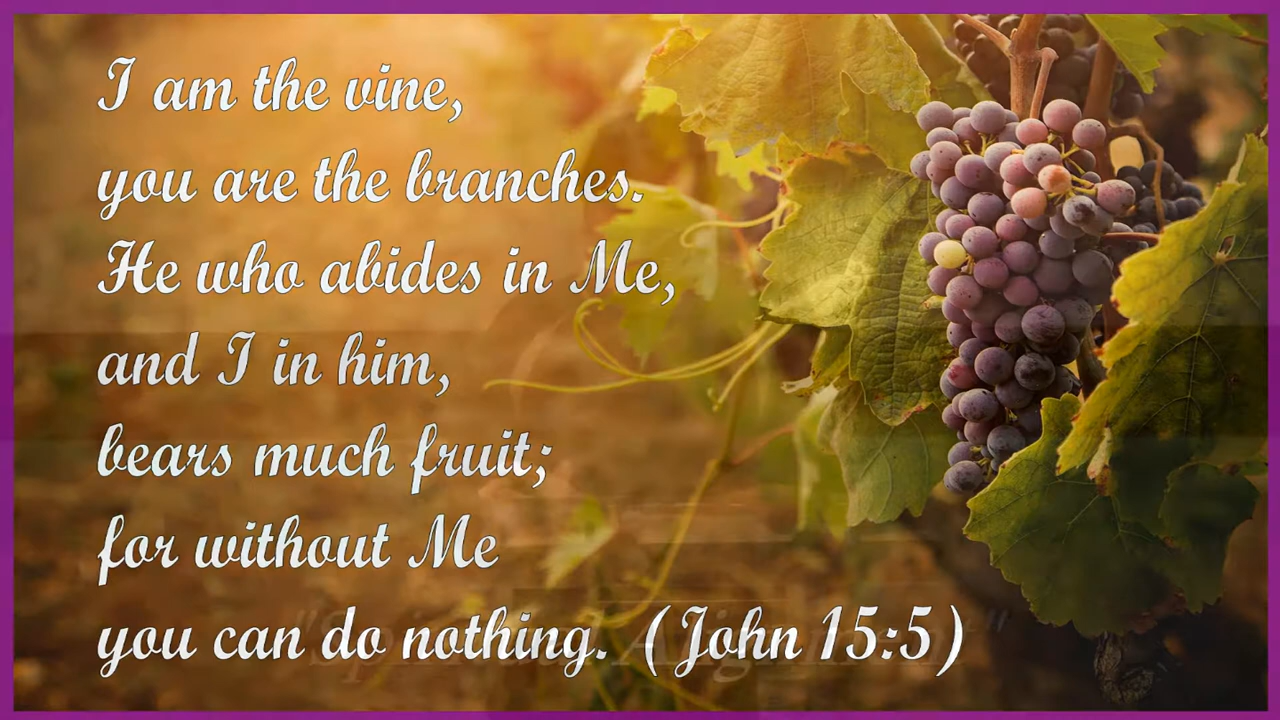 I am the vine,
you are the branches.
He who abides in Me,
and I in him,
bears much fruit;
for without Me
you can do nothing. (John 15:5)